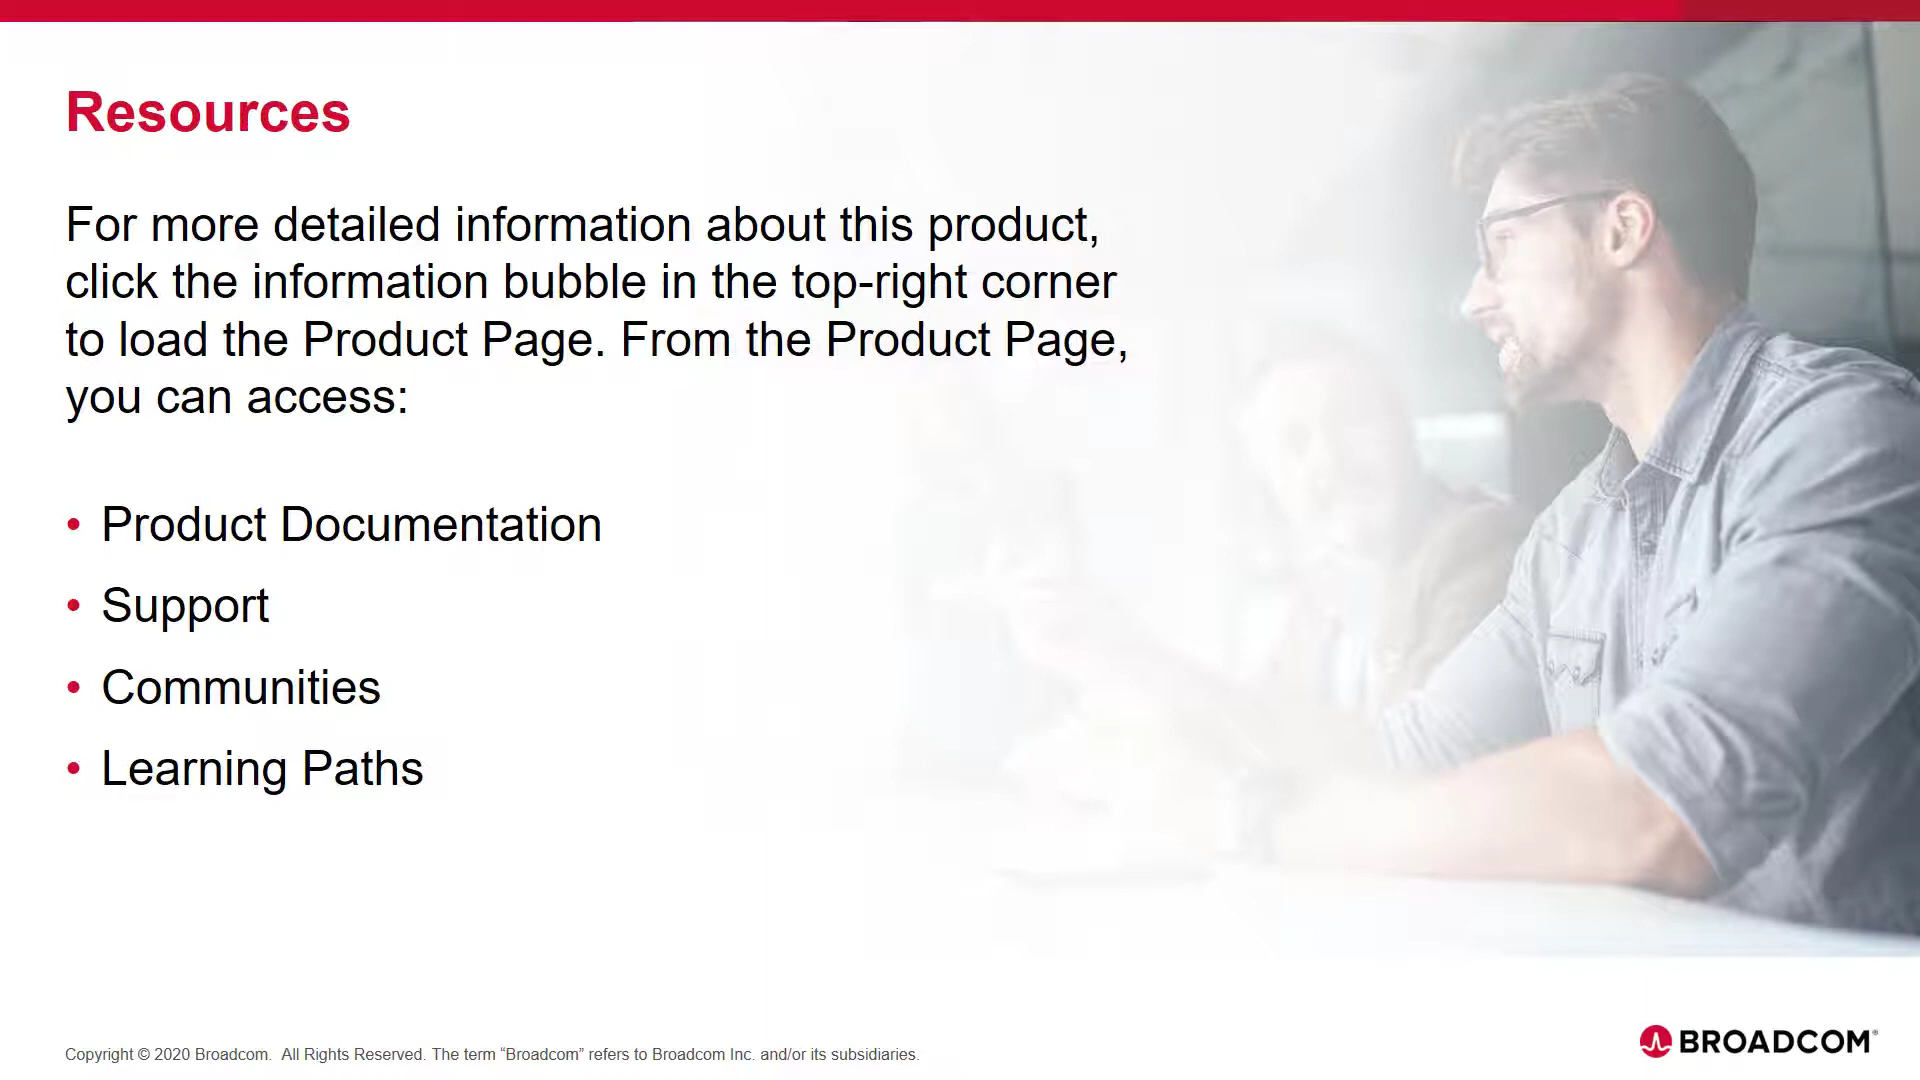 Resources
For more detailed information about this product,
click the information bubble in the top-right corner
to load the Product Page. From the Product Page,
you can access:
• Product Documentation
• Support
• Communities
• Learning Paths
Copyright © 2020 Broadcom.  All Rights Reserved. The term “Broadcom” refers to Broadcom Inc. and/or its subsidiaries.
BROADCOM®